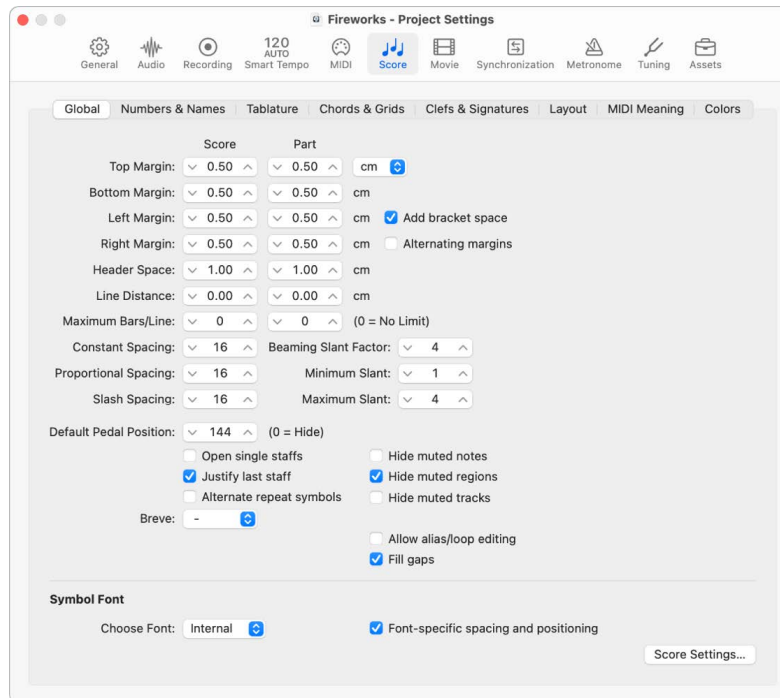 Fireworks - Project Settings
General Audio Recording 120 AUTO Smart Tempo MIDI Score Movie Synchronization Metronome Tuning Assets
Global Numbers & Names Tablature Chords & Grids Clefs & Signatures Layout MIDI Meaning Colors
Score Part
Top Margin: 0.50 0.50 cm
Bottom Margin: 0.50 0.50 cm
Left Margin: 0.50 0.50 cm Add bracket space
Right Margin: 0.50 0.50 cm Alternating margins
Header Space: 1.00 1.00 cm
Line Distance: 0.00 0.00 cm
Maximum Bars/Line: 0 0 (0 = No Limit)
Constant Spacing: 16 Beaming Slant Factor: 4
Proportional Spacing: 16 Minimum Slant: 1
Slash Spacing: 16 Maximum Slant: 4
Default Pedal Position: 144 (0 = Hide)
Open single staffs Hide muted notes
Justify last staff Hide muted regions
Alternate repeat symbols Hide muted tracks
Breve: -
Allow alias/loop editing
Fill gaps
Symbol Font
Choose Font: Internal Font-specific spacing and positioning
Score Settings...